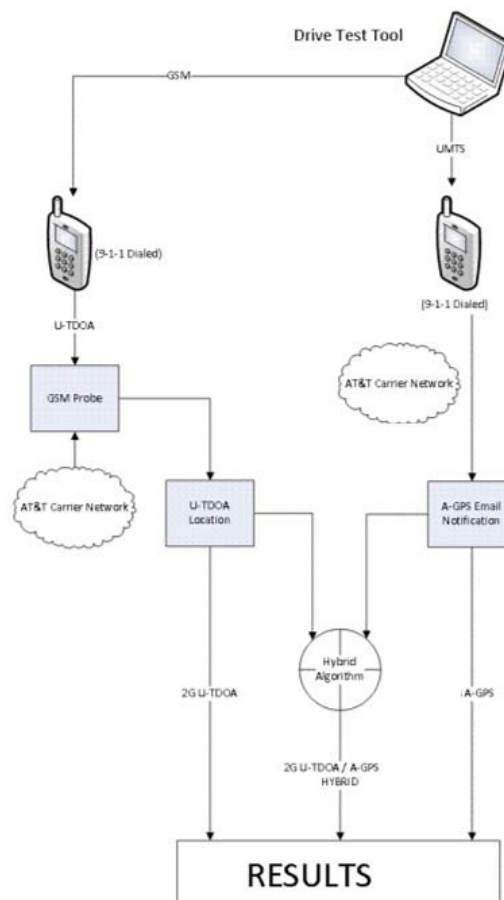 Drive Test Tool
GSM
UMTS
(9-1-1 Dialed)
(9-1-1 Dialed)
U-TDOA
AT&T Carrier Network
GSM Probe
AT&T Carrier Network
U-TDOA
Location
A-GPS Email
Notification
Hybrid
Algorithm
2G U-TDOA
A-GPS
2G U-TDOA / A-GPS
HYBRID
RESULTS